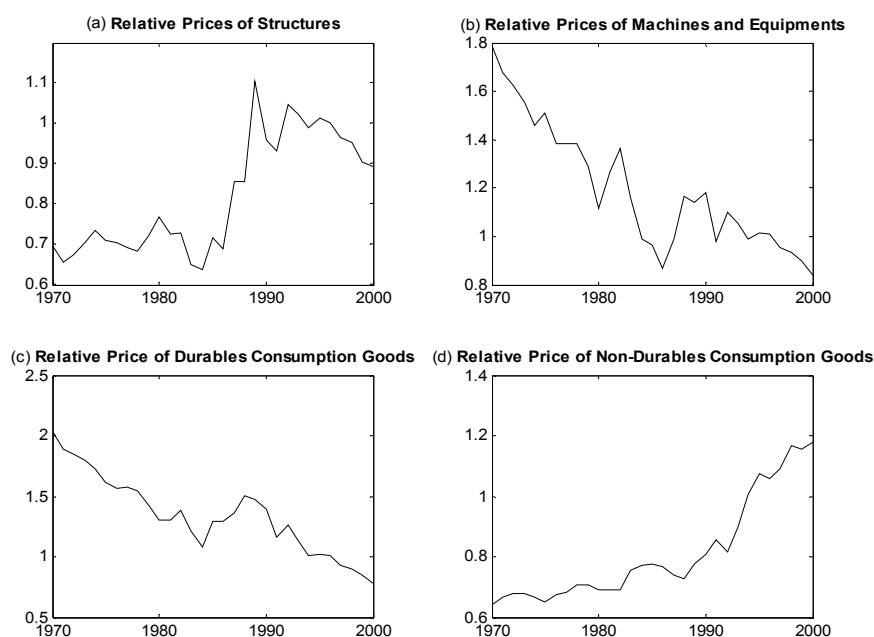 (a) Relative Prices of Structures
1.1
1
0.9
0.8
0.7
0.6
1970 1980 1990 2000
(b) Relative Prices of Machines and Equipments
1.8
1.6
1.4
1.2
1
0.8
1970 1980 1990 2000
(c) Relative Price of Durables Consumption Goods
2.5
2
1.5
1
0.5
1970 1980 1990 2000
(d) Relative Price of Non-Durables Consumption Goods
1.4
1.2
1
0.8
0.6
1970 1980 1990 2000